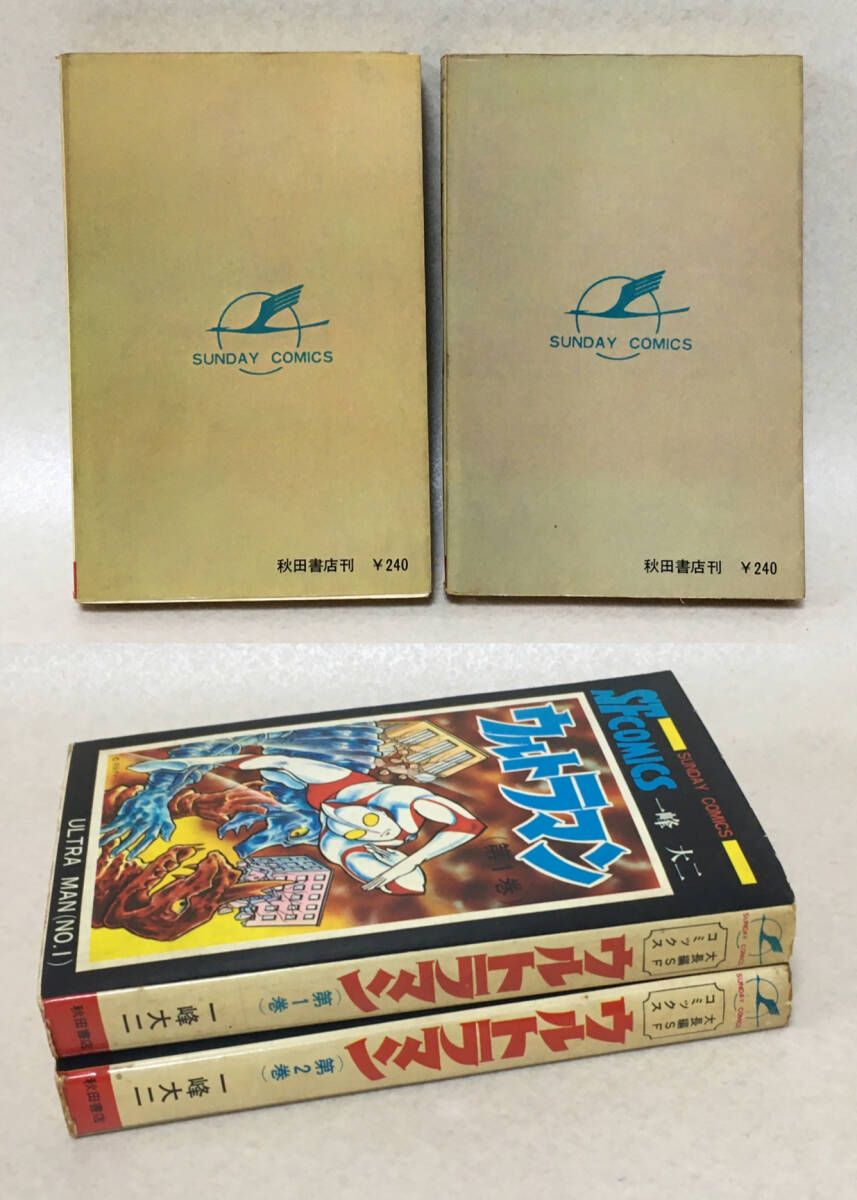 SUNDAY COMICS
秋田書店刊 ¥240
SUNDAY COMICS
秋田書店刊 ¥240
SUNDAY COMICS
SF COMICS
一峰 大二
ウルトラマン
(第1巻)
ULTRA MAN (NO.1)
SUNDAY COMICS
大長編SF
コミックス
ウルトラマン
(第1巻)
一峰大二
秋田書店
SUNDAY COMICS
大長編SF
コミックス
ウルトラマン
(第2巻)
一峰大二
秋田書店